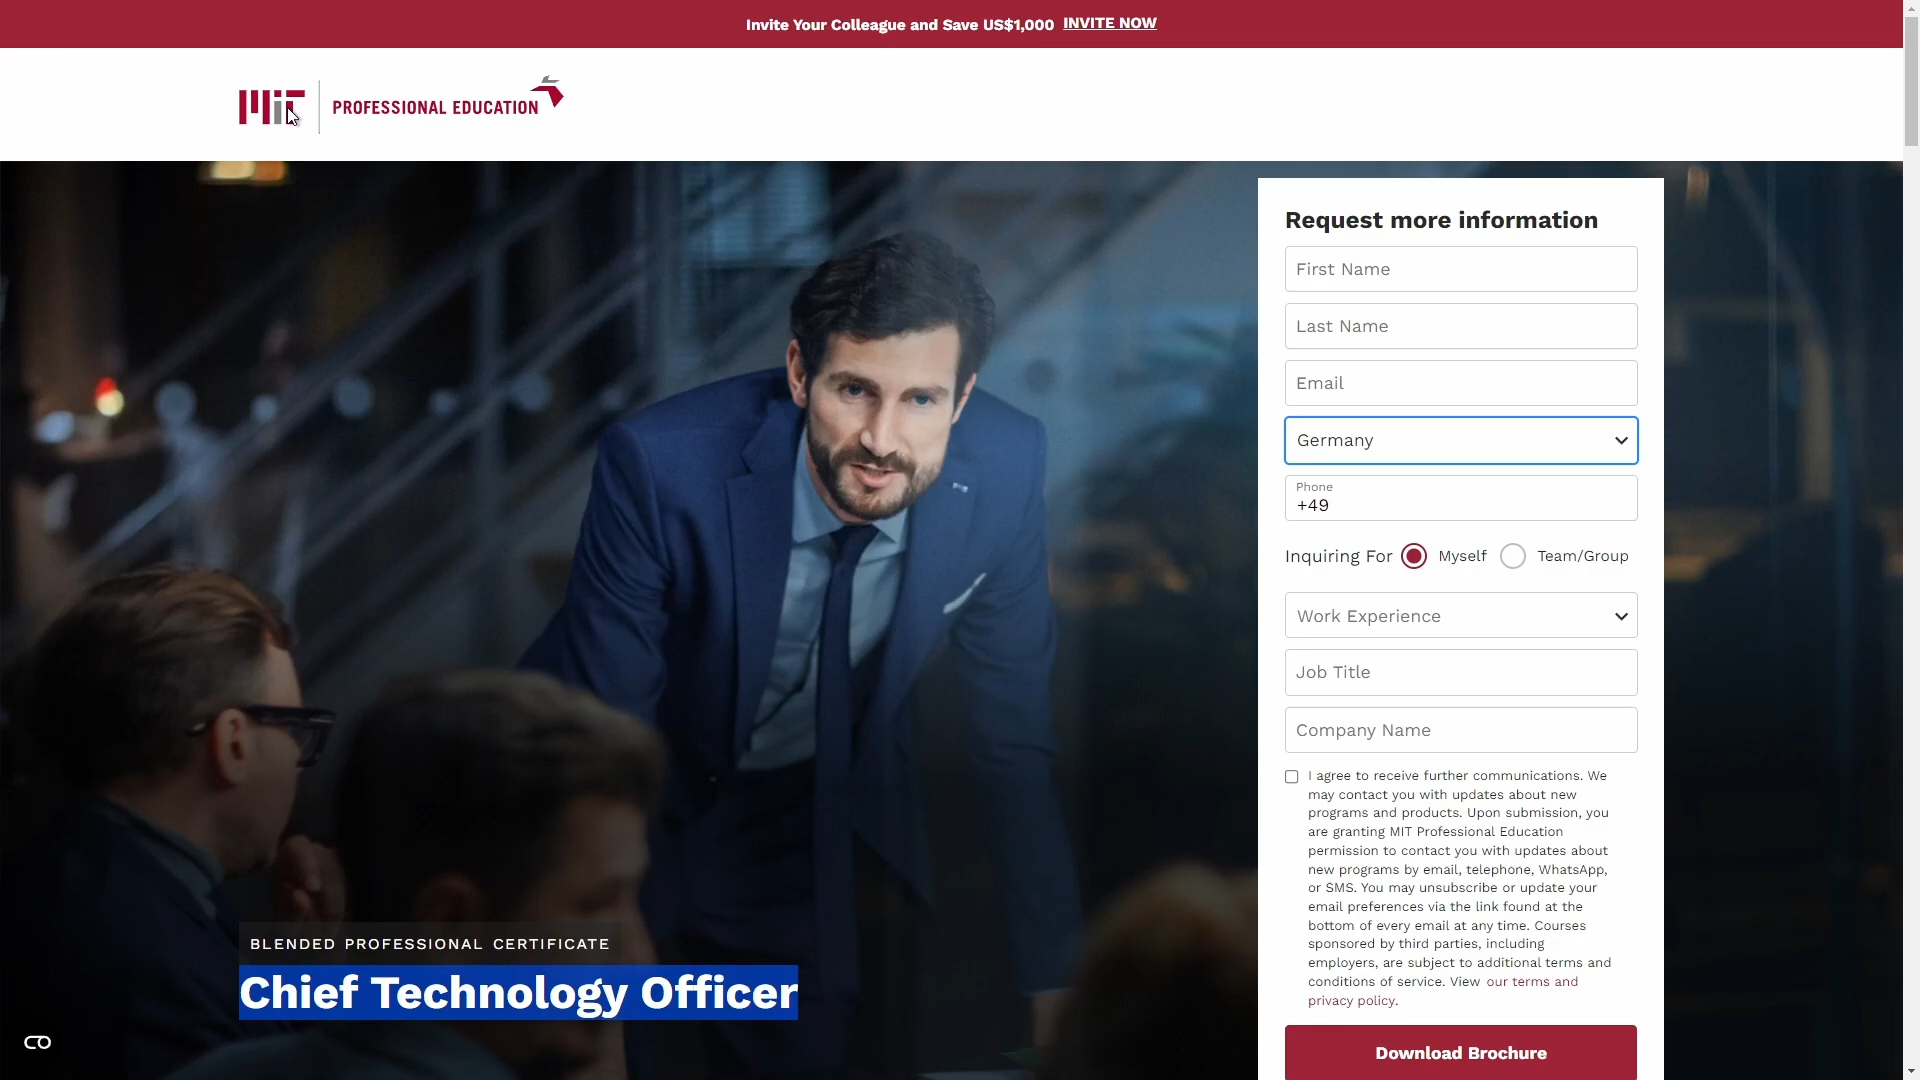 Invite Your Colleague and Save US$1,000 INVITE NOW
MIT PROFESSIONAL EDUCATION
BLENDED PROFESSIONAL CERTIFICATE
Chief Technology Officer
Request more information
First Name
Last Name
Email
Germany
Phone
+49
Inquiring For Myself Team/Group
Work Experience
Job Title
Company Name
I agree to receive further communications. We
may contact you with updates about new
programs and products. Upon submission, you
are granting MIT Professional Education
permission to contact you with updates about
new programs by email, telephone, WhatsApp,
or SMS. You may unsubscribe or update your
email preferences via the link found at the
bottom of every email at any time. Courses
sponsored by third parties, including
employers, are subject to additional terms and
conditions of service. View our terms and
privacy policy.
Download Brochure